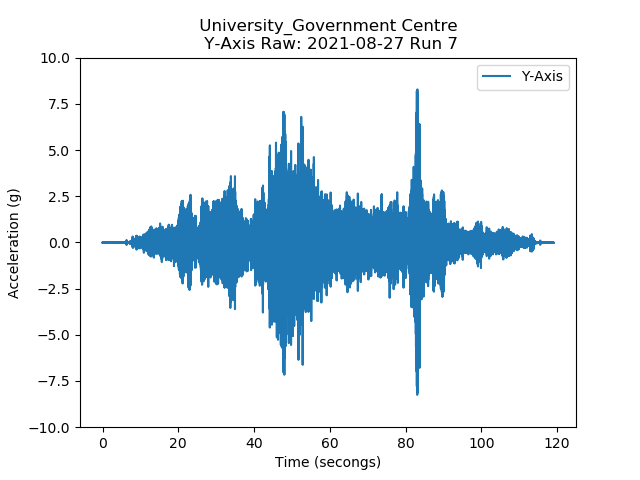 University_Government Centre
Y-Axis Raw: 2021-08-27 Run 7
10.0
7.5
5.0
2.5
0.0
−2.5
−5.0
−7.5
−10.0
Acceleration (g)
Y-Axis
0 20 40 60 80 100 120
Time (secongs)